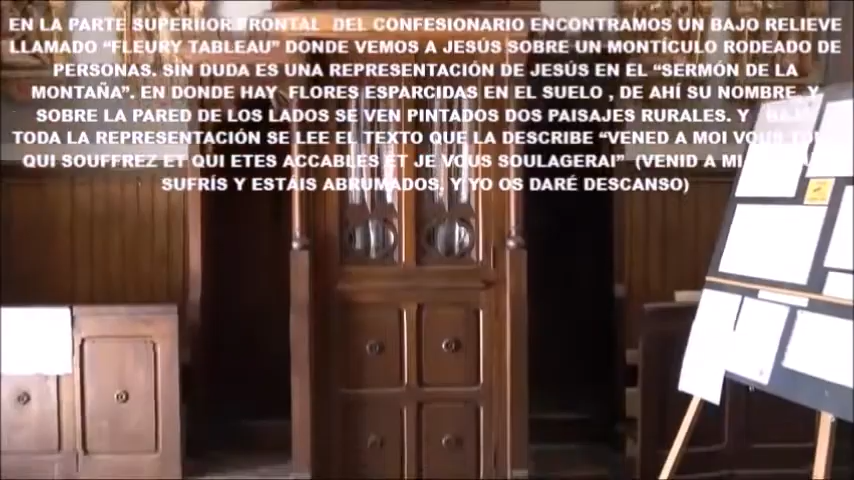 EN LA PARTE SUPERIIOR FRONTAL DEL CONFESIONARIO ENCONTRAMOS UN BAJO RELIEVE
LLAMADO “FLEURY TABLEAU” DONDE VEMOS A JESÚS SOBRE UN MONTÍCULO RODEADO DE
PERSONAS. SIN DUDA ES UNA REPRESENTACIÓN DE JESÚS EN EL “SERMÓN DE LA
MONTAÑA”. EN DONDE HAY FLORES ESPARCIDAS EN EL SUELO , DE AHÍ SU NOMBRE Y
SOBRE LA PARED DE LOS LADOS SE VEN PINTADOS DOS PAISAJES RURALES. Y BAJO
TODA LA REPRESENTACIÓN SE LEE EL TEXTO QUE LA DESCRIBE “VENED A MOI VOUS
QUI SOUFFREZ ET QUI ETES ACCABLES ET JE VOUS SOULAGERAI” (VENID A MI
SUFRÍS Y ESTÁIS ABRUMADOS, Y YO OS DARÉ DESCANSO)